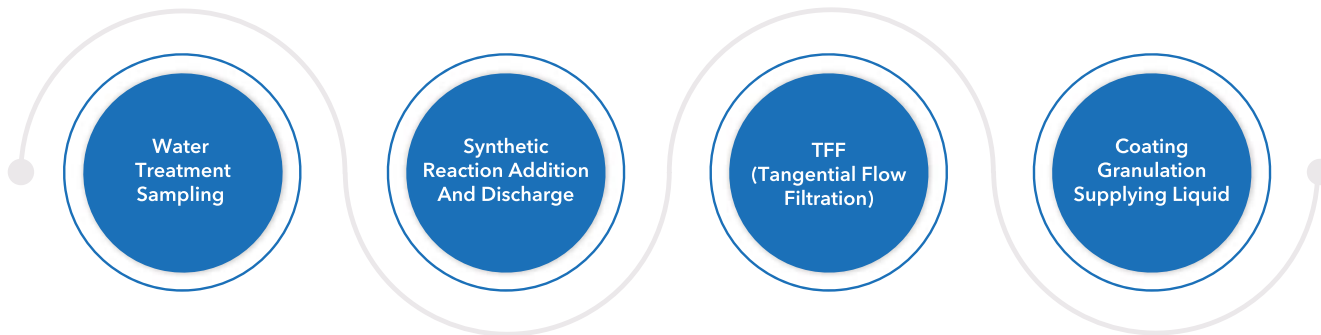 Water
Treatment
Sampling
Synthetic
Reaction Addition
And Discharge
TFF
(Tangential Flow
Filtration)
Coating
Granulation
Supplying Liquid